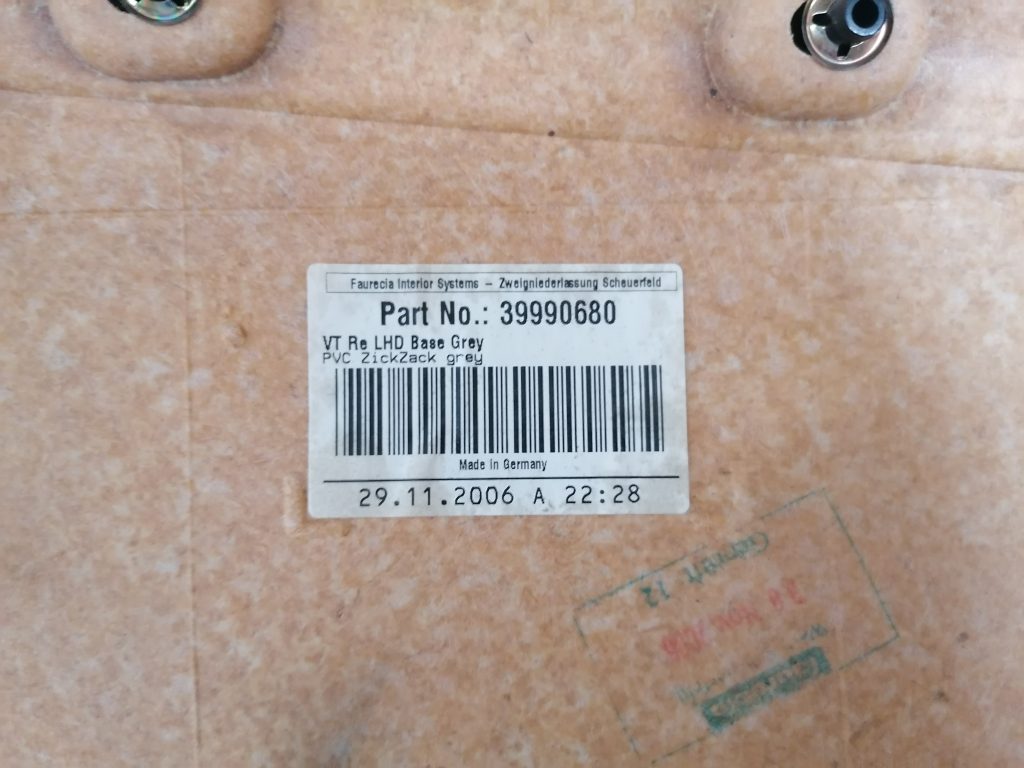 Faurecia Interior Systems – Zweigniederlassung Scheuerfeld
Part No.: 39990680
VT Re LHD Base Grey
PVC ZickZack grey
Made in Germany
29.11.2006 A 22:28